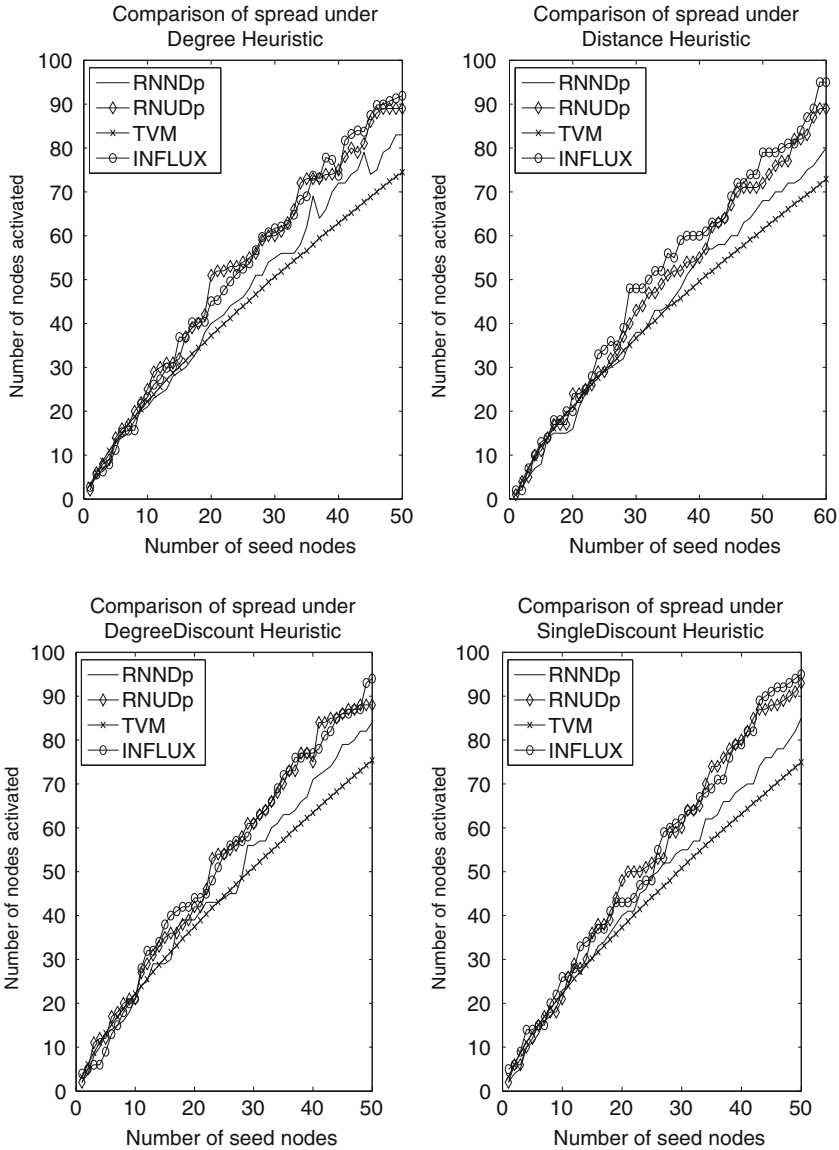 Comparison of spread under
Degree Heuristic
100
90
80
70
60
50
40
30
20
10
0
0
10
20
30
40
50
Number of nodes activated
Number of seed nodes
RNNDp
RNUDp
TVM
INFLUX
Comparison of spread under
Distance Heuristic
100
90
80
70
60
50
40
30
20
10
0
0
10
20
30
40
50
60
Number of nodes activated
Number of seed nodes
RNNDp
RNUDp
TVM
INFLUX
Comparison of spread under
DegreeDiscount Heuristic
100
90
80
70
60
50
40
30
20
10
0
0
10
20
30
40
50
Number of nodes activated
Number of seed nodes
RNNDp
RNUDp
TVM
INFLUX
Comparison of spread under
SingleDiscount Heuristic
100
90
80
70
60
50
40
30
20
10
0
0
10
20
30
40
50
Number of nodes activated
Number of seed nodes
RNNDp
RNUDp
TVM
INFLUX